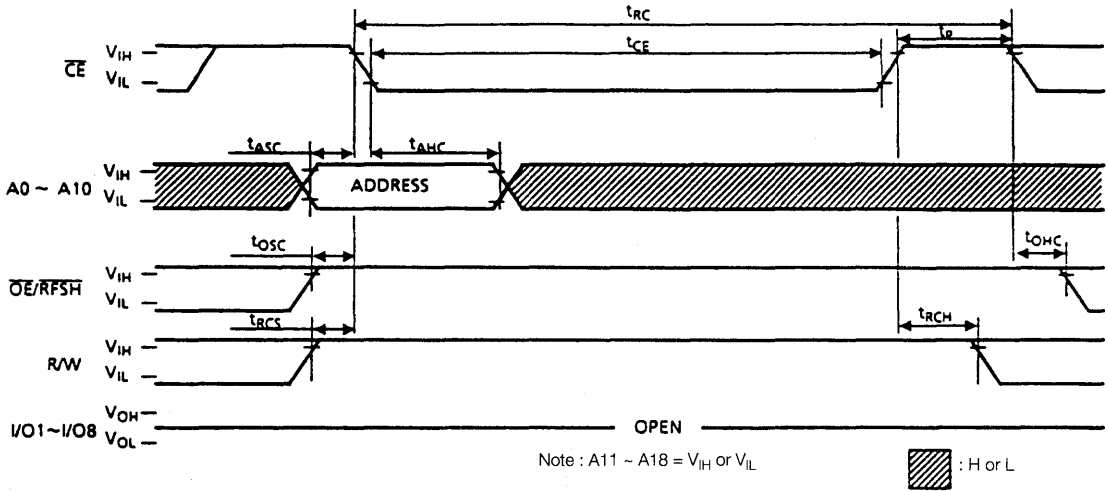 tRC
tCE
tP
CE
VIH
VIL
tASC
tAHC
A0 ~ A10
VIH
VIL
ADDRESS
tOSC
tOHC
OE/RFSH
VIH
VIL
tRCS
tRCH
R/W
VIH
VIL
I/O1~I/O8
VOH
VOL
OPEN
Note : A11 ~ A18 = VIH or VIL
: H or L